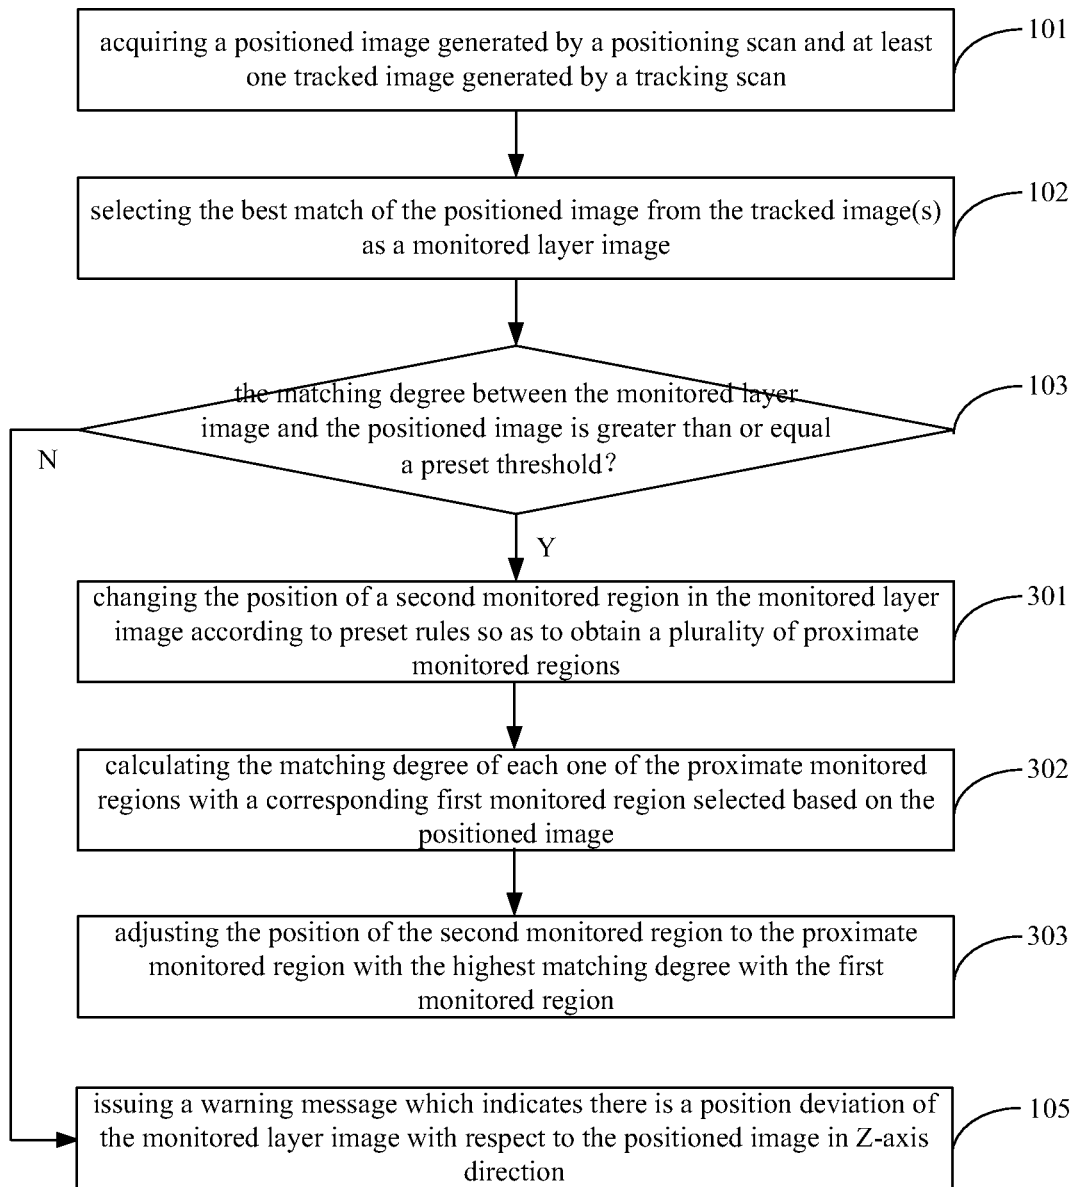 acquiring a positioned image generated by a positioning scan and at least
one tracked image generated by a tracking scan
101
selecting the best match of the positioned image from the tracked image(s)
as a monitored layer image
102
the matching degree between the monitored layer
image and the positioned image is greater than or equal
a preset threshold?
103
N
Y
changing the position of a second monitored region in the monitored layer
image according to preset rules so as to obtain a plurality of proximate
monitored regions
301
calculating the matching degree of each one of the proximate monitored
regions with a corresponding first monitored region selected based on the
positioned image
302
adjusting the position of the second monitored region to the proximate
monitored region with the highest matching degree with the first
monitored region
303
issuing a warning message which indicates there is a position deviation of
the monitored layer image with respect to the positioned image in Z-axis
direction
105